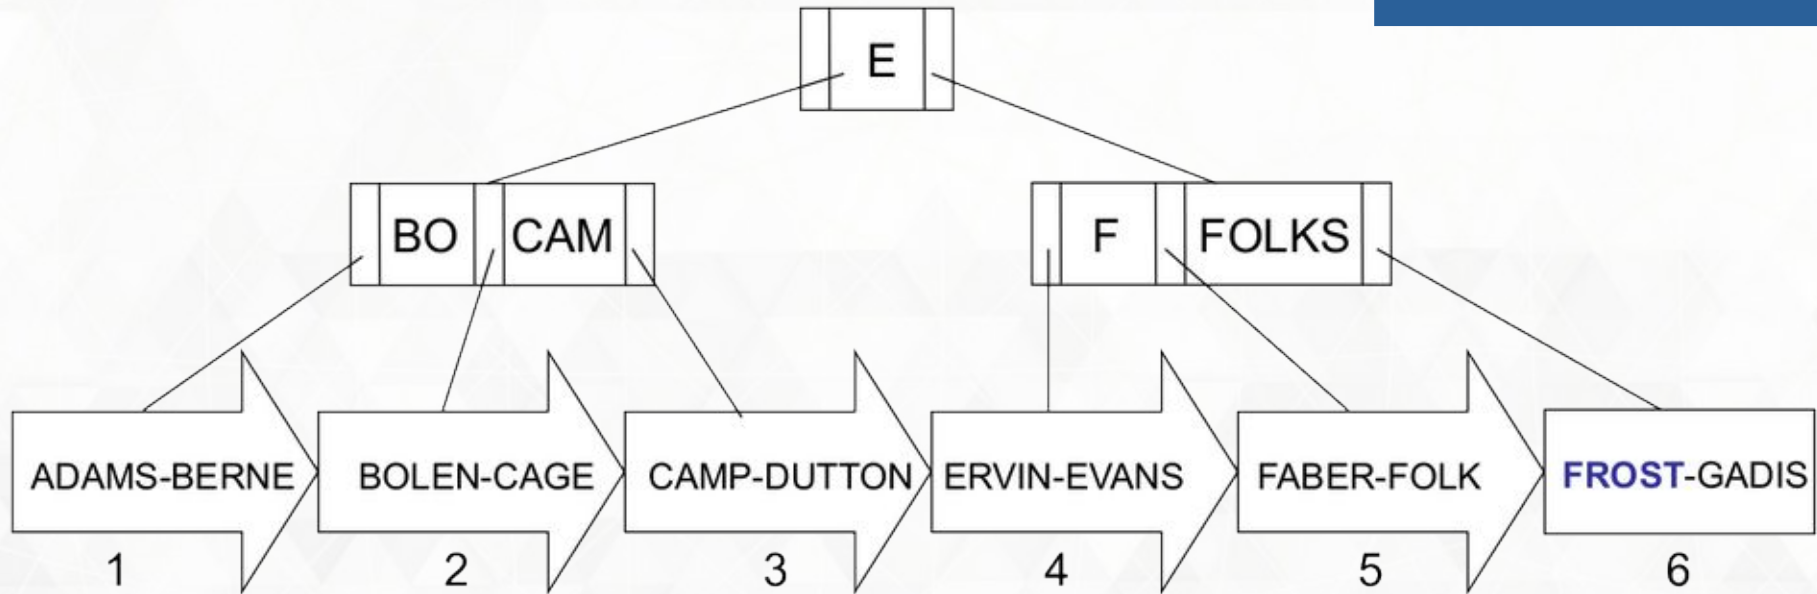 E
BO CAM F FOLKS
ADAMS-BERNE BOLEN-CAGE CAMP-DUTTON ERVIN-EVANS FABER-FOLK FROST-GADIS
1 2 3 4 5 6